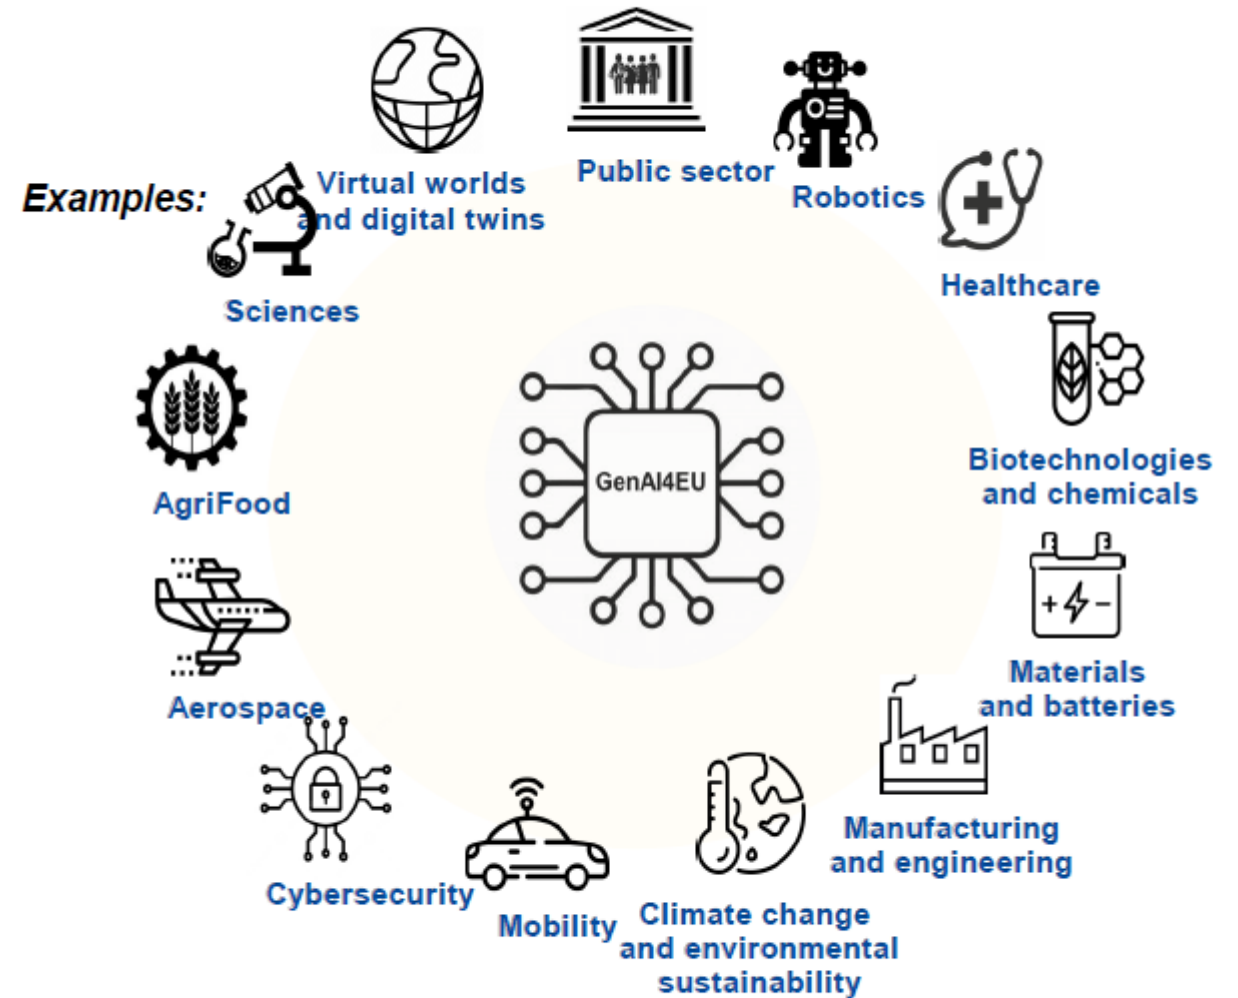 Examples:
Virtual worlds
and digital twins
Public sector
Robotics
Healthcare
Biotechnologies
and chemicals
Materials
and batteries
Manufacturing
and engineering
Climate change
and environmental
sustainability
Mobility
Cybersecurity
Aerospace
AgriFood
Sciences
GenAI4EU